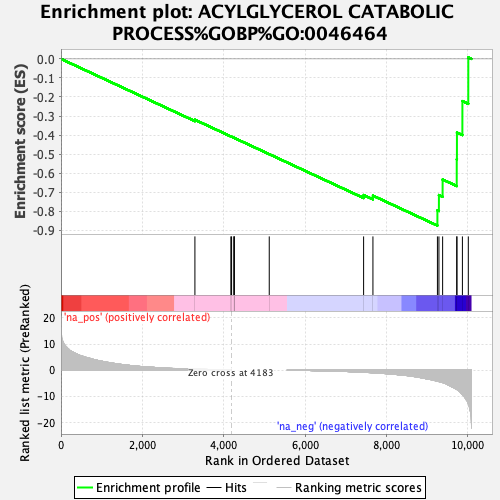 Enrichment plot: ACYLGLYCEROL CATABOLIC
PROCESS%GOBP%GO:0046464
Enrichment score (ES)
0.0
-0.1
-0.2
-0.3
-0.4
-0.5
-0.6
-0.7
-0.8
-0.9
Ranked list metric (PreRanked)
20
10
0
-10
-20
'na_pos' (positively correlated)
Zero cross at 4183
'na_neg' (negatively correlated)
0
2,000
4,000
6,000
8,000
10,000
Rank in Ordered Dataset
Enrichment profile
Hits
Ranking metric scores